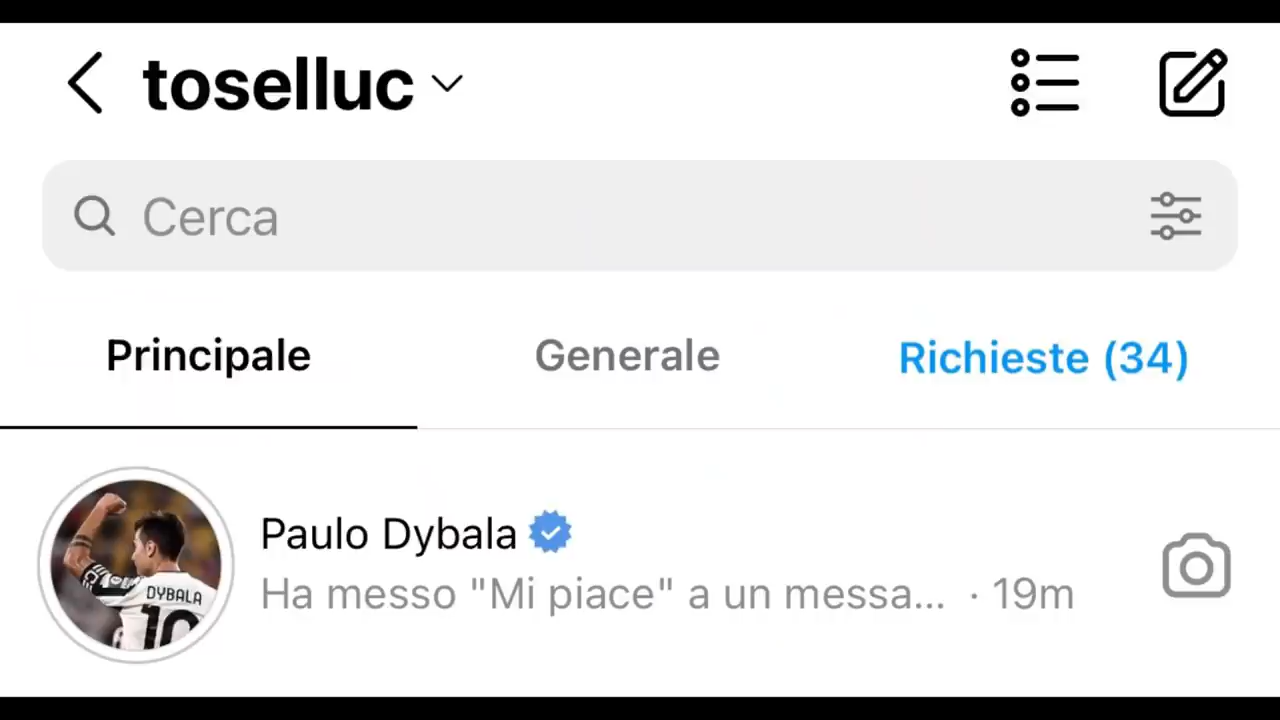 toselluc
Cerca
Principale
Generale
Richieste (34)
Paulo Dybala
Ha messo "Mi piace" a un messa... · 19m
DYBALA
10